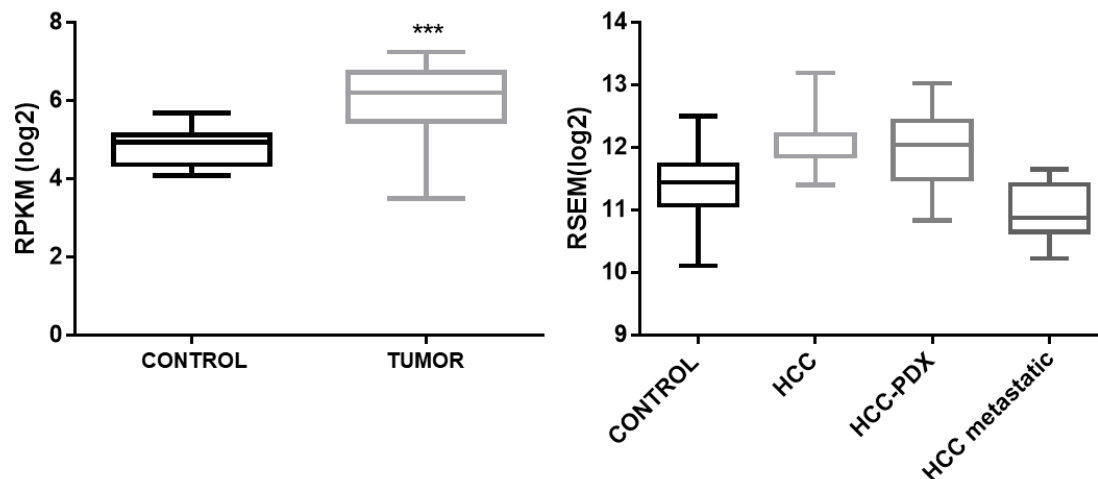 RPKM (log2)
8
6
4
2
0
***
CONTROL
TUMOR
RSEM(log2)
14
13
12
11
10
9
CONTROL
HCC
HCC-PDX
HCC metastatic